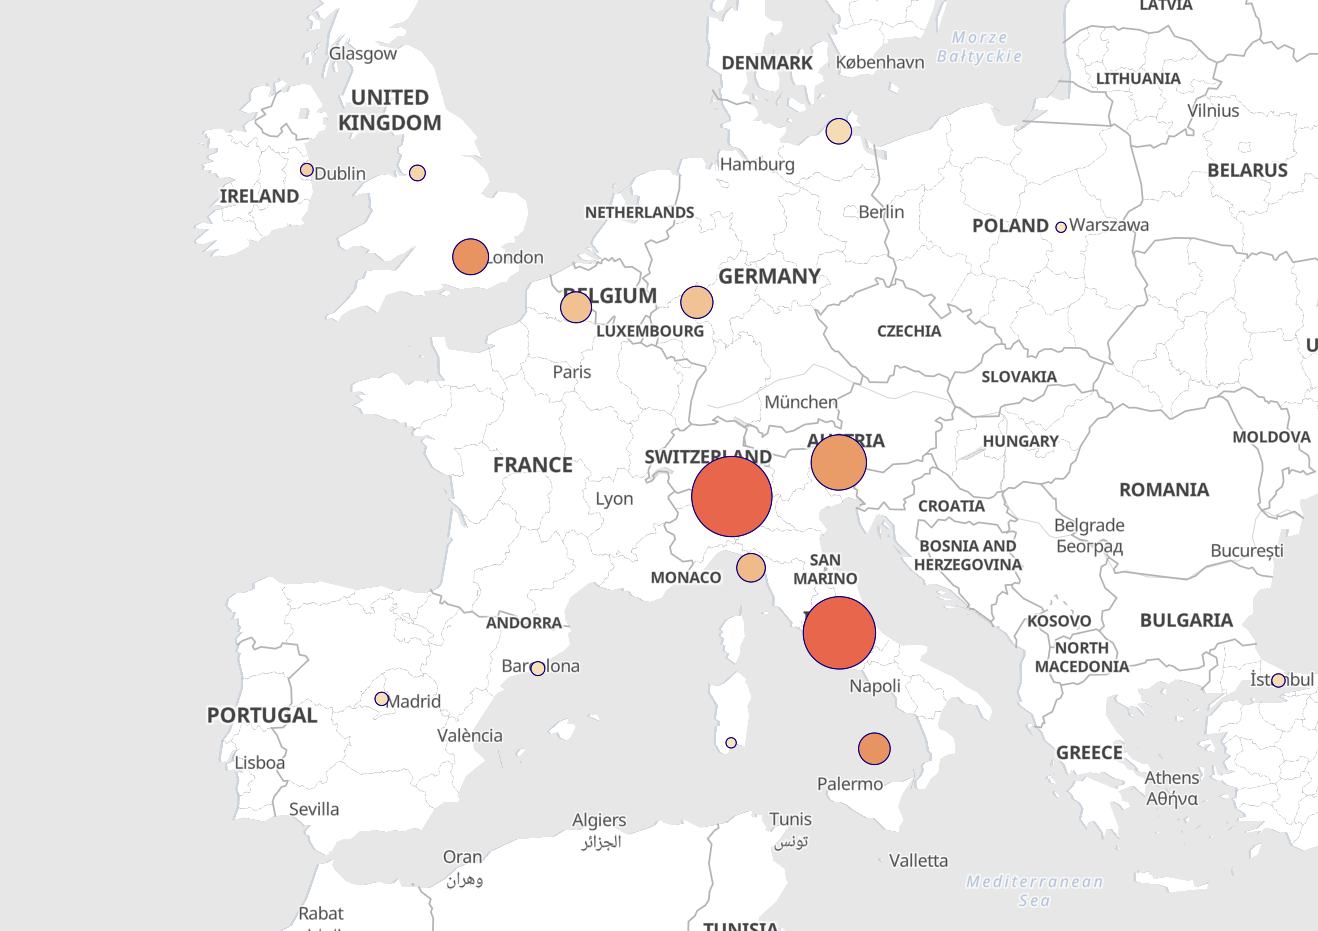 LATVIA
Morze
Bałtyckie
Glasgow
DENMARK
København
LITHUANIA
UNITED
KINGDOM
Vilnius
Hamburg
BELARUS
Dublin
IRELAND
NETHERLANDS
Berlin
POLAND
Warszawa
London
GERMANY
BELGIUM
LUXEMBOURG
CZECHIA
U
Paris
SLOVAKIA
München
AUSTRIA
HUNGARY
MOLDOVA
SWITZERLAND
FRANCE
Lyon
ROMANIA
CROATIA
Belgrade
Београд
București
BOSNIA AND
HERZEGOVINA
SAN
MARINO
MONACO
ANDORRA
KOSOVO
BULGARIA
NORTH
MACEDONIA
Barcelona
İstanbul
Napoli
Madrid
PORTUGAL
València
Lisboa
GREECE
Athens
Αθήνα
Palermo
Sevilla
Algiers
الجزائر
Tunis
تونس
Oran
وهران
Valletta
Mediterranean
Sea
Rabat
TUNISIA